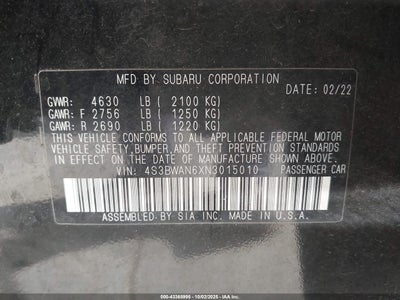 MFD BY SUBARU CORPORATION
DATE: 02/22
GVWR: 4630 LB ( 2100 KG)
GAWR: F 2756 LB ( 1250 KG)
GAWR: R 2690 LB ( 1220 KG)
THIS VEHICLE CONFORMS TO ALL APPLICABLE FEDERAL MOTOR
VEHICLE SAFETY, BUMPER, AND THEFT PREVENTION STANDARDS
IN EFFECT ON THE DATE OF MANUFACTURE SHOWN ABOVE.
VIN: 4S3BWAN6XN3015010 PASSENGER CAR
ASSEMBLED BY SIA INC. MADE IN U.S.A.
500-43365995 - 10/02/2025 - IAA Inc.